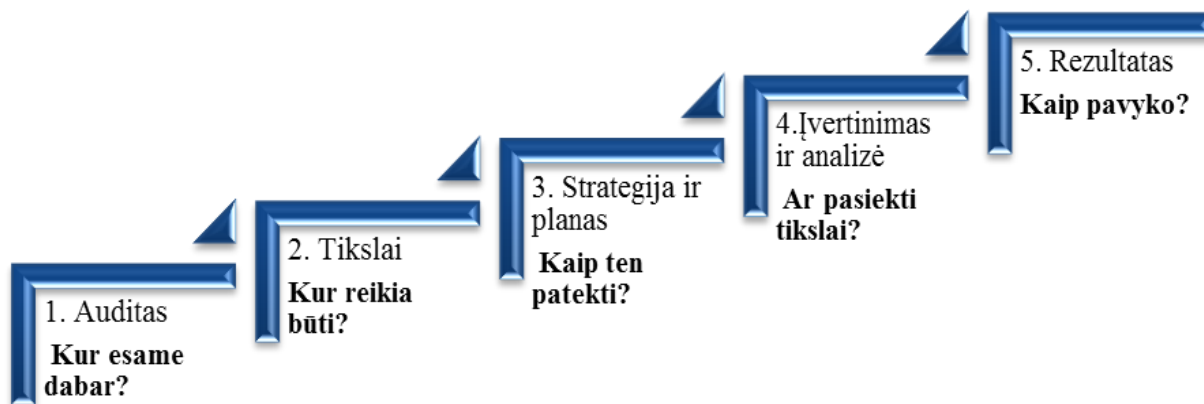 1. Auditas
Kur esame
dabar?
2. Tikslai
Kur reikia
būti?
3. Strategija ir
planas
Kaip ten
patekti?
4.Įvertinimas
ir analizė
Ar pasiekti
tikslai?
5. Rezultatas
Kaip pavyko?